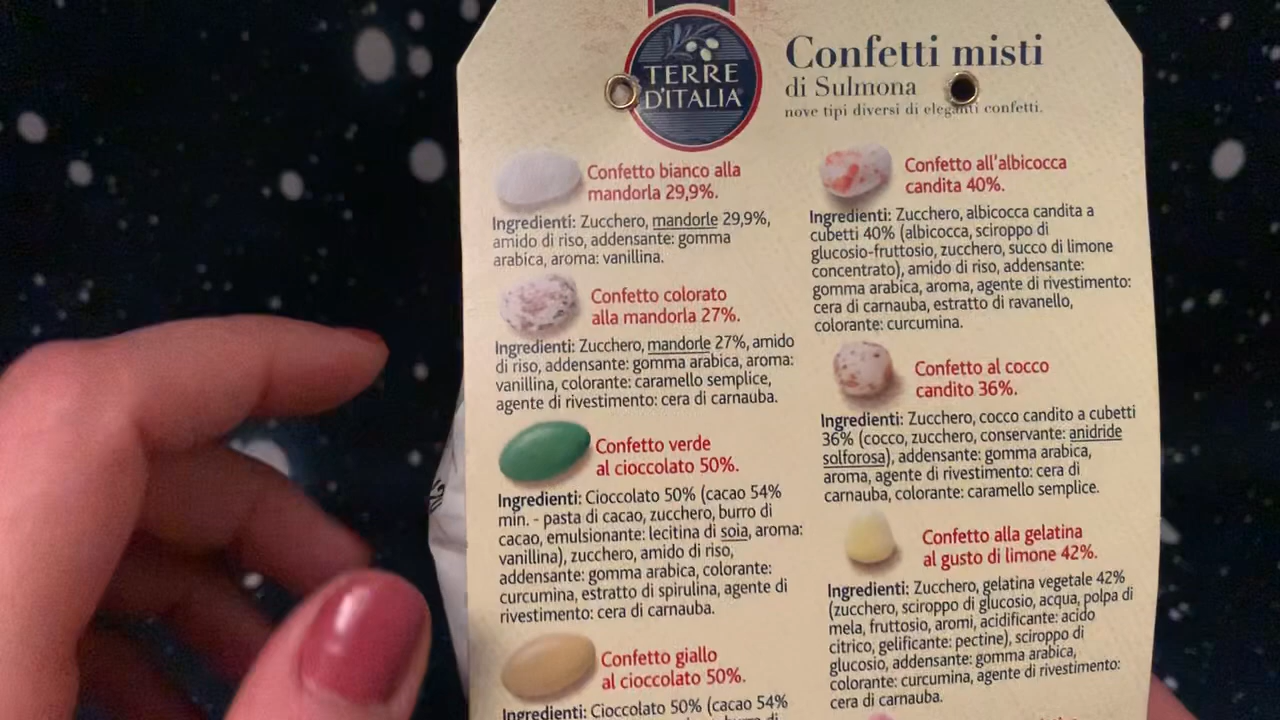 TERRE
D'ITALIA
Confetti misti
di Sulmona
nove tipi diversi di eleganti confetti.
Confetto bianco alla
mandorla 29,9%.
Ingredienti: Zucchero, mandorle 29,9%,
amido di riso, addensante: gomma
arabica, aroma: vanillina.
Confetto colorato
alla mandorla 27%.
Ingredienti: Zucchero, mandorle 27%, amido
di riso, addensante: gomma arabica, aroma:
vanillina, colorante: caramello semplice,
agente di rivestimento: cera di carnauba.
Confetto verde
al cioccolato 50%.
Ingredienti: Cioccolato 50% (cacao 54%
min. - pasta di cacao, zucchero, burro di
cacao, emulsionante: lecitina di soia, aroma:
vanillina), zucchero, amido di riso,
addensante: gomma arabica, colorante:
curcumina, estratto di spirulina, agente di
rivestimento: cera di carnauba.
Confetto giallo
al cioccolato 50%.
Ingredienti: Cioccolato 50% (cacao 54%
Confetto all'albicocca
candita 40%.
Ingredienti: Zucchero, albicocca candita a
cubetti 40% (albicocca, sciroppo di
glucosio-fruttosio, zucchero, succo di limone
concentrato), amido di riso, addensante:
gomma arabica, aroma, agente di rivestimento:
cera di carnauba, estratto di ravanello,
colorante: curcumina.
Confetto al cocco
candito 36%.
Ingredienti: Zucchero, cocco candito a cubetti
36% (cocco, zucchero, conservante: anidride
solforosa), addensante: gomma arabica,
aroma, agente di rivestimento: cera di
carnauba, colorante: caramello semplice.
Confetto alla gelatina
al gusto di limone 42%.
Ingredienti: Zucchero, gelatina vegetale 42%
(zucchero, sciroppo di glucosio, acqua, polpa di
mela, fruttosio, aromi, acidificante: acido
citrico, gelificante: pectine), sciroppo di
glucosio, addensante: gomma arabica,
colorante: curcumina, agente di rivestimento:
cera di carnauba.